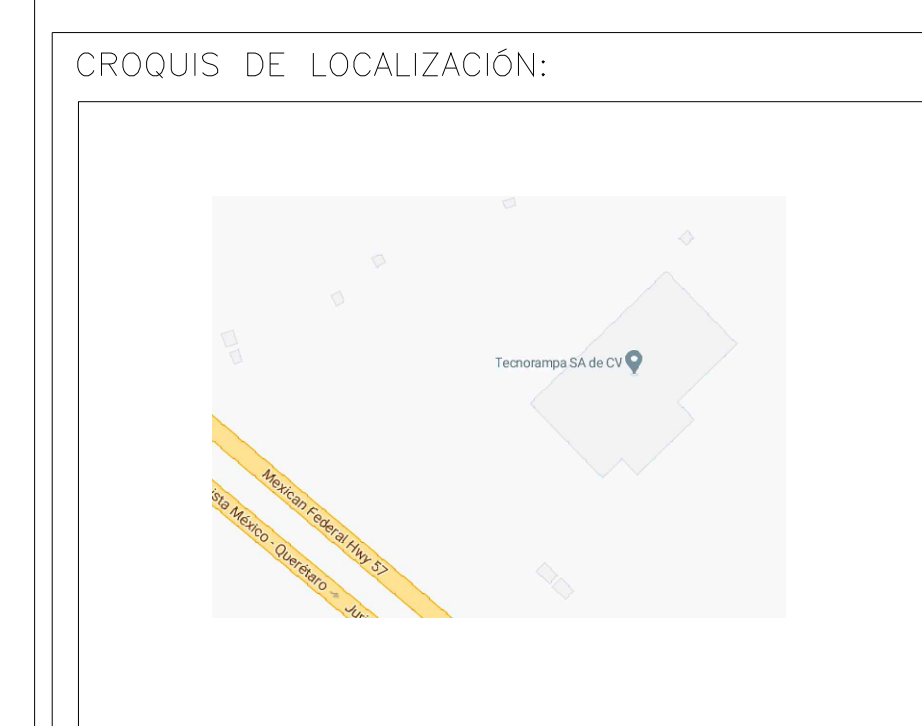 CROQUIS DE LOCALIZACIÓN:
Tecnorampa SA de CV
Mexican Federal Hwy 57
ista México - Querétaro